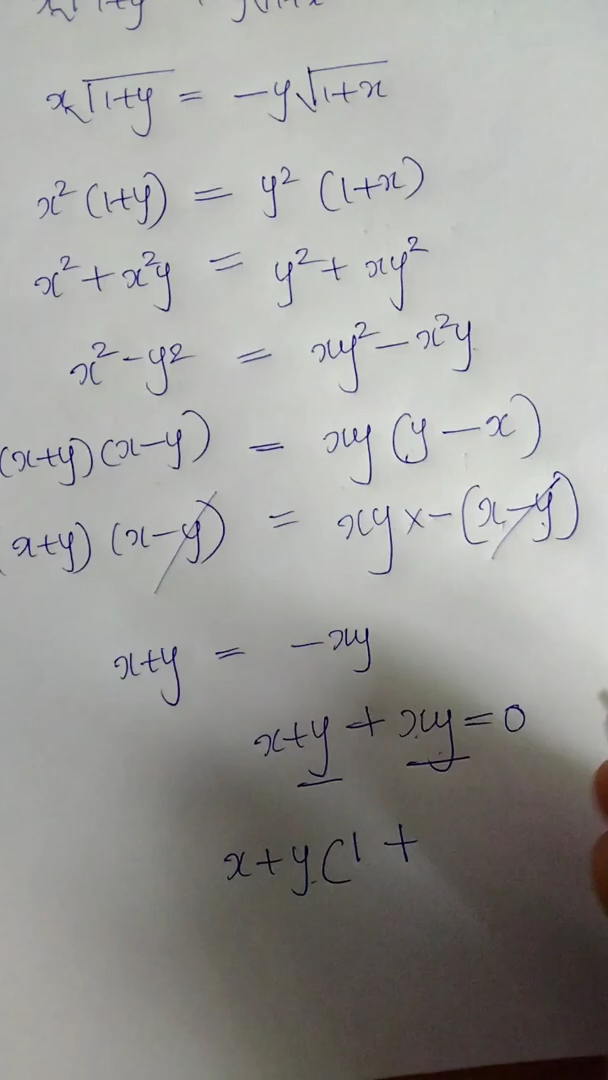 x√1+y = -y√1+x
x² (1+y) = y² (1+x)
x² + x²y = y² + xy²
x² - y² = xy² - x²y
(x+y) (x-y) = xy (y - x)
x+y) (x-y) = xy × - (x-y)
x+y = -xy
x+y + xy = 0
x+y (1 +